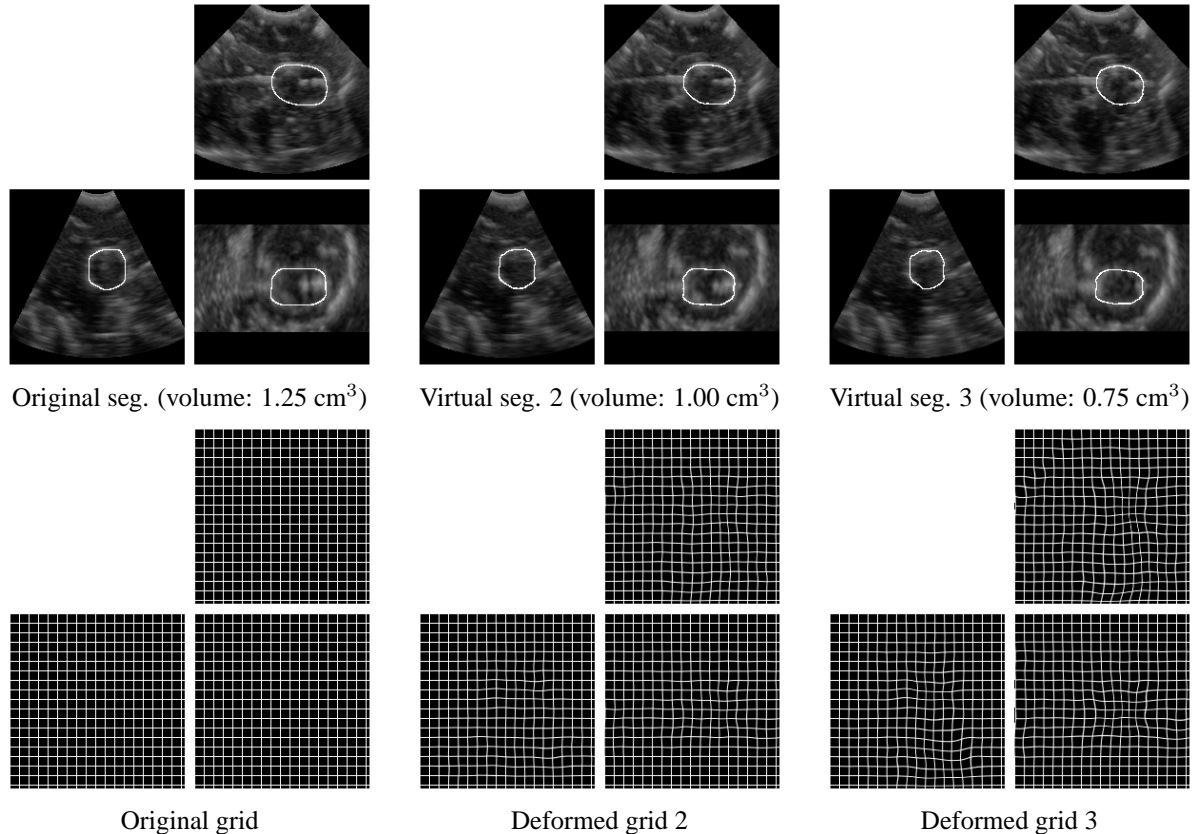 Original seg. (volume: 1.25 cm³)
Virtual seg. 2 (volume: 1.00 cm³)
Virtual seg. 3 (volume: 0.75 cm³)
Original grid
Deformed grid 2
Deformed grid 3